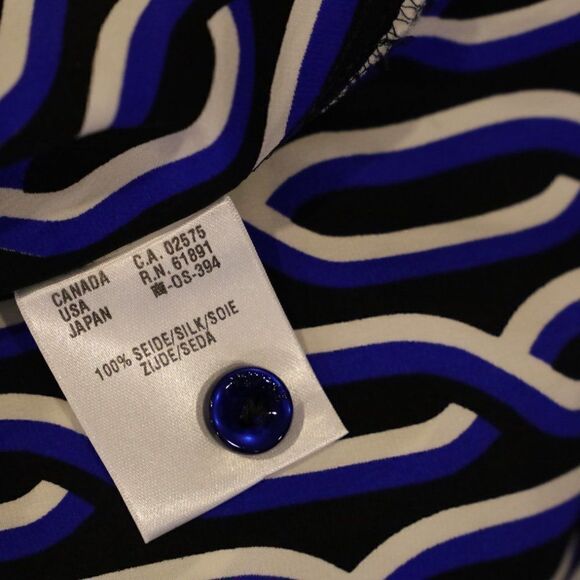 CANADA C.A. 02575
USA R.N. 61891
JAPAN -OS-394
100% SEIDE/SILK/SOIE
ZIJDE/SEDA